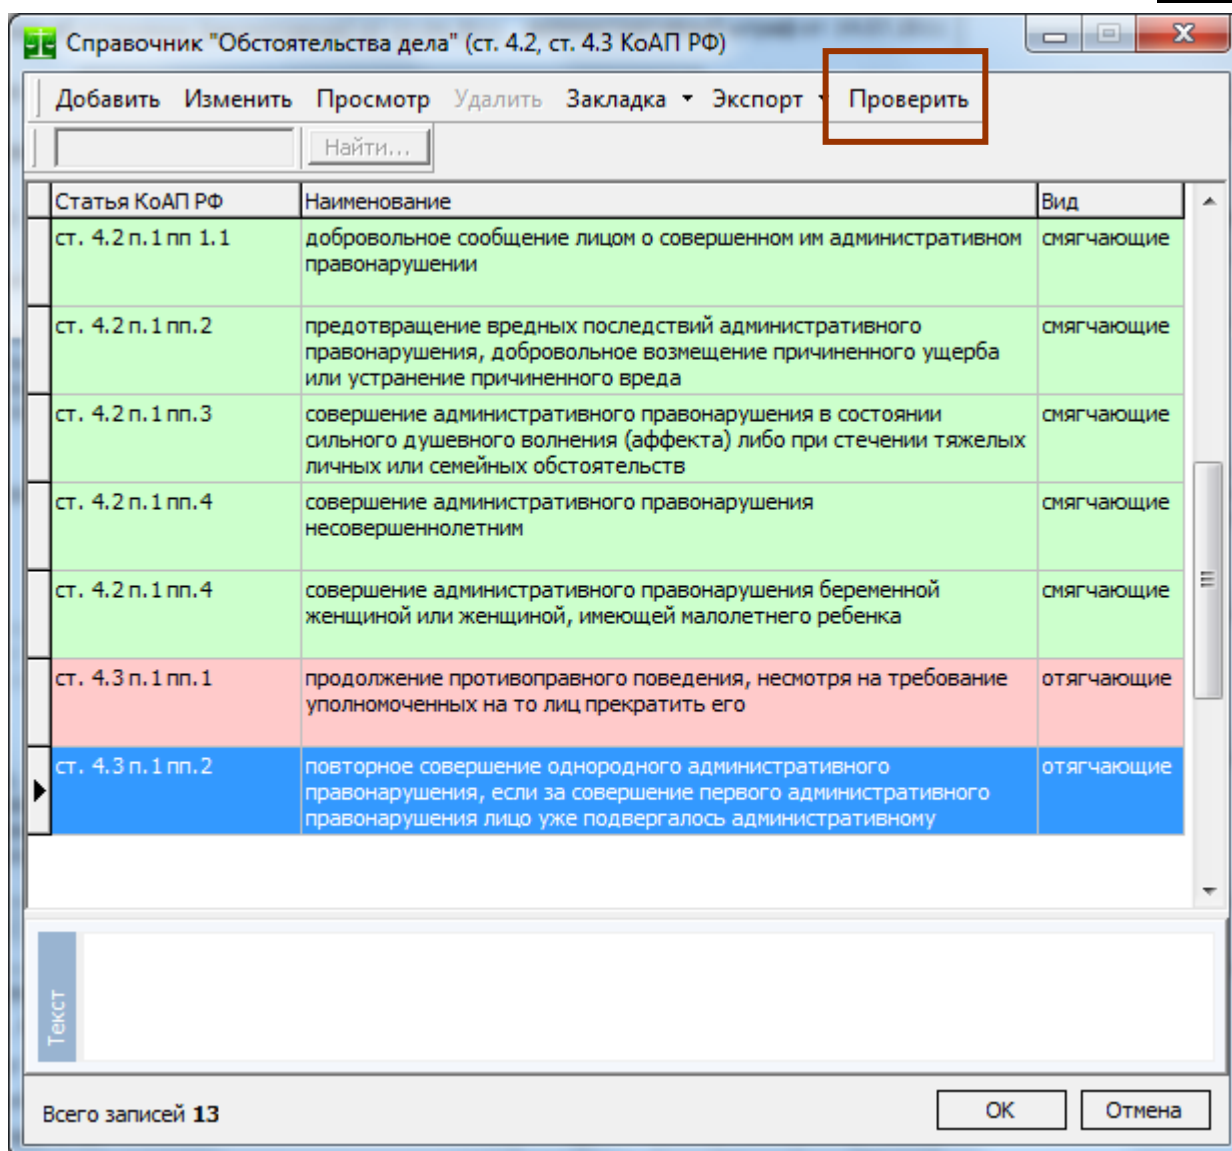 Справочник "Обстоятельства дела" (ст. 4.2, ст. 4.3 КоАП РФ)
Добавить Изменить Просмотр Удалить Закладка Экспорт Проверить
Найти...
Статья КоАП РФ Наименование Вид
ст. 4.2 п.1 пп 1.1 добровольное сообщение лицом о совершенном им административном смягчающие
правонарушении
ст. 4.2 п.1 пп.2 предотвращение вредных последствий административного смягчающие
правонарушения, добровольное возмещение причиненного ущерба
или устранение причиненного вреда
ст. 4.2 п.1 пп.3 совершение административного правонарушения в состоянии смягчающие
сильного душевного волнения (аффекта) либо при стечении тяжелых
личных или семейных обстоятельств
ст. 4.2 п.1 пп.4 совершение административного правонарушения смягчающие
несовершеннолетним
ст. 4.2 п.1 пп.4 совершение административного правонарушения беременной смягчающие
женщиной или женщиной, имеющей малолетнего ребенка
ст. 4.3 п.1 пп.1 продолжение противоправного поведения, несмотря на требование отягчающие
уполномоченных на то лиц прекратить его
ст. 4.3 п.1 пп.2 повторное совершение однородного административного отягчающие
правонарушения, если за совершение первого административного
правонарушения лицо уже подвергалось административному
Текст
Всего записей 13 ОК Отмена